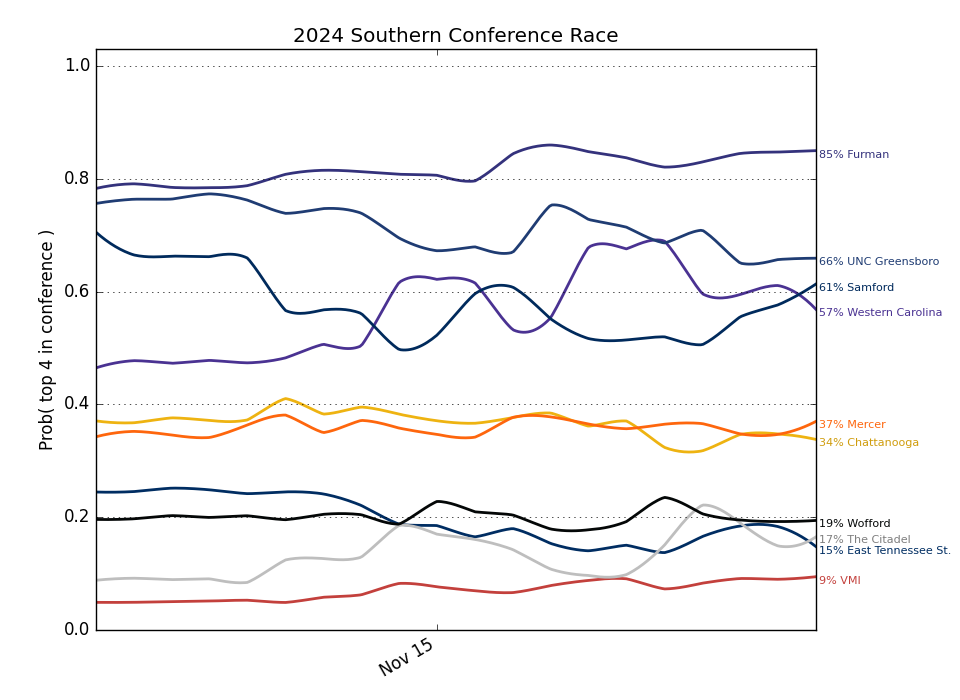 2024 Southern Conference Race
Prob( top 4 in conference )
1.0
0.8
0.6
0.4
0.2
0.0
Nov 15
85% Furman
66% UNC Greensboro
61% Samford
57% Western Carolina
37% Mercer
34% Chattanooga
19% Wofford
17% The Citadel
15% East Tennessee St.
9% VMI